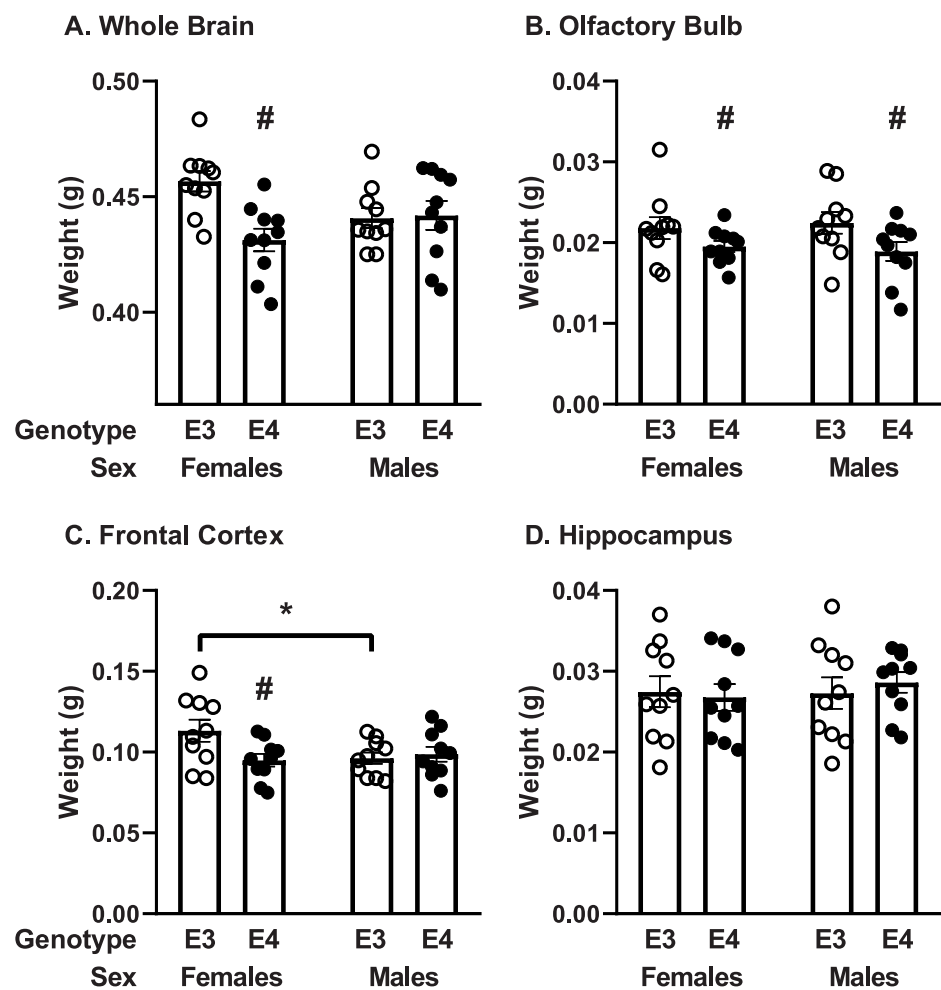 A. Whole Brain
Weight (g)
0.50
0.45
0.40
#
Genotype E3 E4 E3 E4
Sex Females Males
B. Olfactory Bulb
Weight (g)
0.04
0.03
0.02
0.01
0.00
# #
E3 E4 E3 E4
Females Males
C. Frontal Cortex
Weight (g)
0.20
0.15
0.10
0.05
0.00
*
#
Genotype E3 E4 E3 E4
Sex Females Males
D. Hippocampus
Weight (g)
0.04
0.03
0.02
0.01
0.00
E3 E4 E3 E4
Females Males